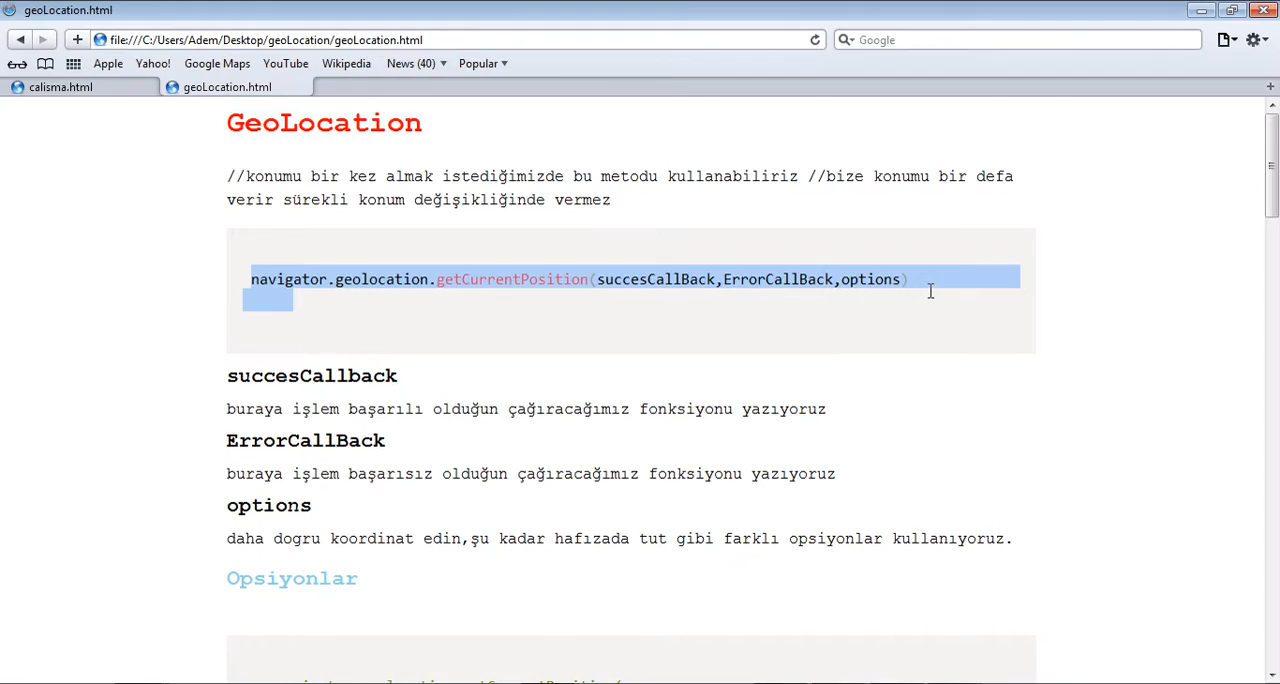 geoLocation.html
file:///C:/Users/Adem/Desktop/geoLocation/geoLocation.html
Google
Apple Yahoo! Google Maps YouTube Wikipedia News (40) Popular
calisma.html geoLocation.html
GeoLocation
//konumu bir kez almak istediğimizde bu metodu kullanabiliriz //bize konumu bir defa
verir sürekli konum değişikliğinde vermez
navigator.geolocation.getCurrentPosition(succesCallBack,ErrorCallBack,options)
succesCallback
buraya işlem başarılı olduğun çağıracağımız fonksiyonu yazıyoruz
ErrorCallBack
buraya işlem başarısız olduğun çağıracağımız fonksiyonu yazıyoruz
options
daha dogru koordinat edin,şu kadar hafızada tut gibi farklı opsiyonlar kullanıyoruz.
Opsiyonlar